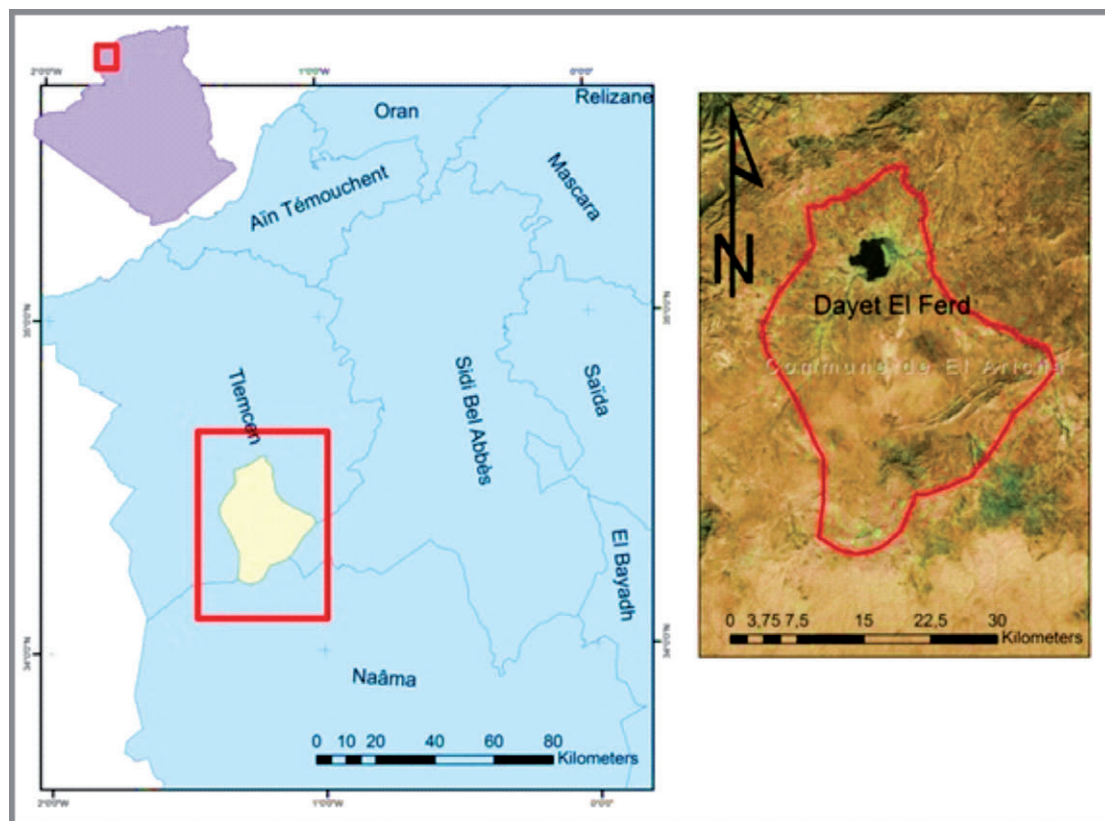 2°0'0"W
1°0'0"W
0°0'0"
Oran
Relizane
Mascara
Aïn Témouchent
Tlemcen
Sidi Bel Abbès
Saïda
El Bayadh
Naâma
0 10 20 40 60 80
Kilometers
2°0'0"W
1°0'0"W
0°0'0"
N
Dayet El Ferd
Commune de El Aricha
0 3,75 7,5 15 22,5 30
Kilometers